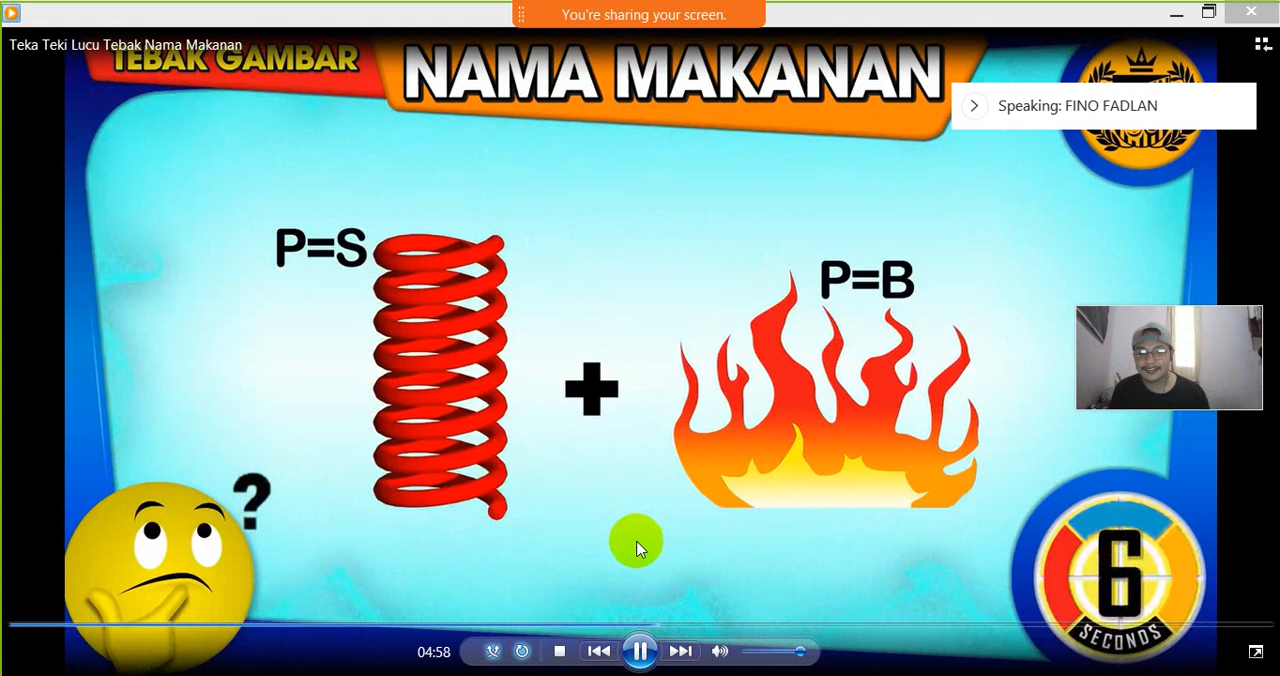 You're sharing your screen.
Teka Teki Lucu Tebak Nama Makanan
TEBAK GAMBAR
NAMA MAKANAN
Speaking: FINO FADLAN
P=S
P=B
+
?
6
SECONDS
04:58